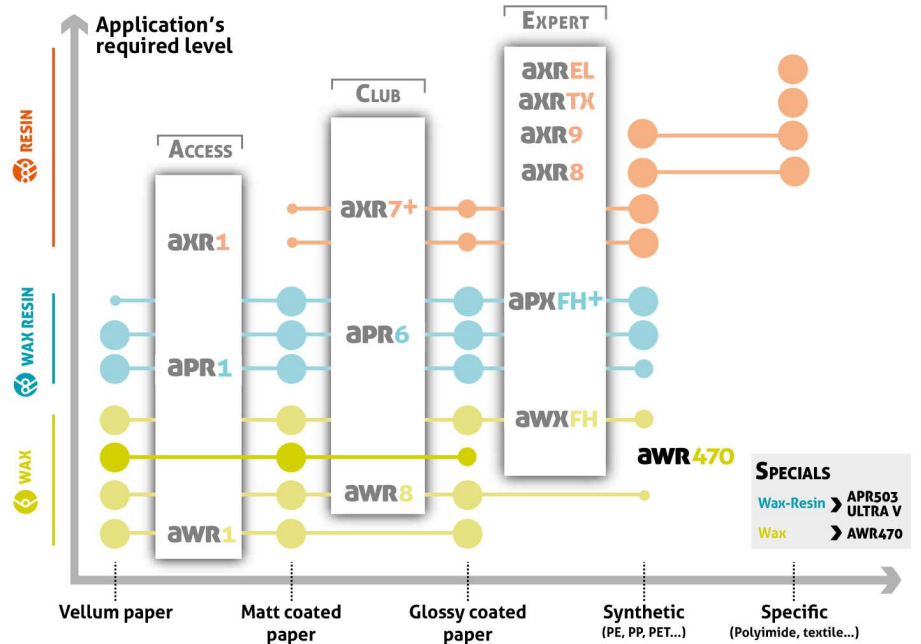 Application's
required level
EXPERT
CLUB
ACCESS
RESIN
WAX RESIN
WAX
aXREL
aXRTX
aXR9
aXR8
aXR7+
aXR1
aPXFH+
aPR6
aPR1
aWXFH
aWR470
aWR8
aWR1
SPECIALS
Wax-Resin APR503
ULTRA V
Wax AWR470
Vellum paper
Matt coated
paper
Glossy coated
paper
Synthetic
(PE, PP, PET...)
Specific
(Polyimide, textile...)